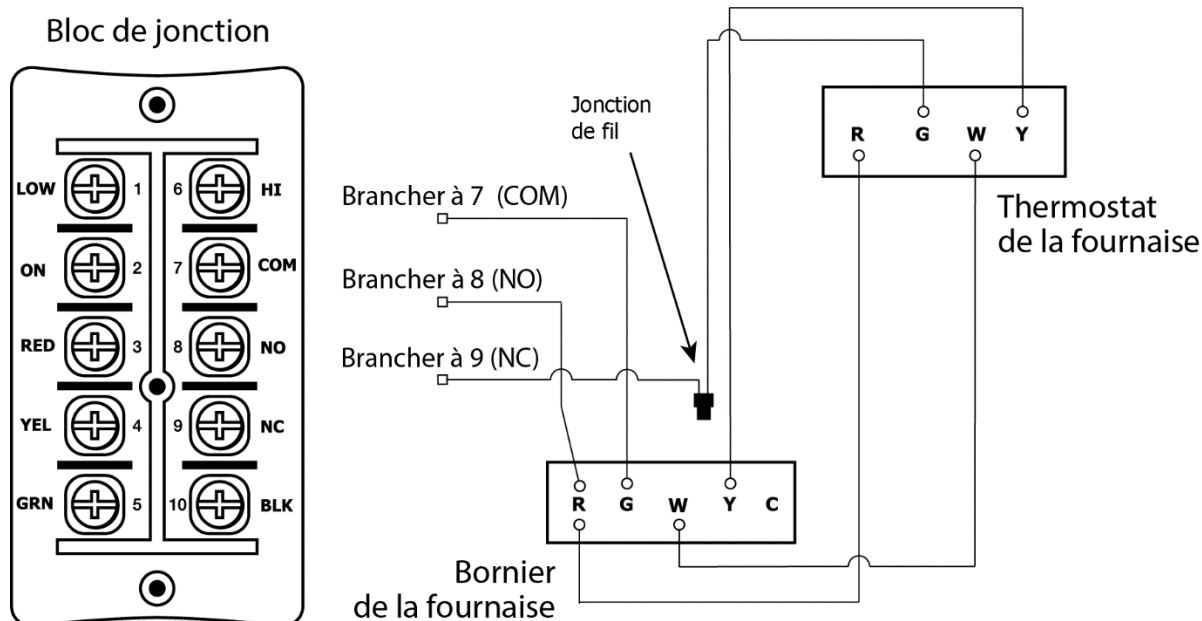 Bloc de jonction
LOW 1 6 HI
ON 2 7 COM
RED 3 8 NO
YEL 4 9 NC
GRN 5 10 BLK
Jonction
de fil
Brancher à 7 (COM)
Brancher à 8 (NO)
Brancher à 9 (NC)
R G W Y
Thermostat
de la fournaise
R G W Y C
Bornier
de la fournaise